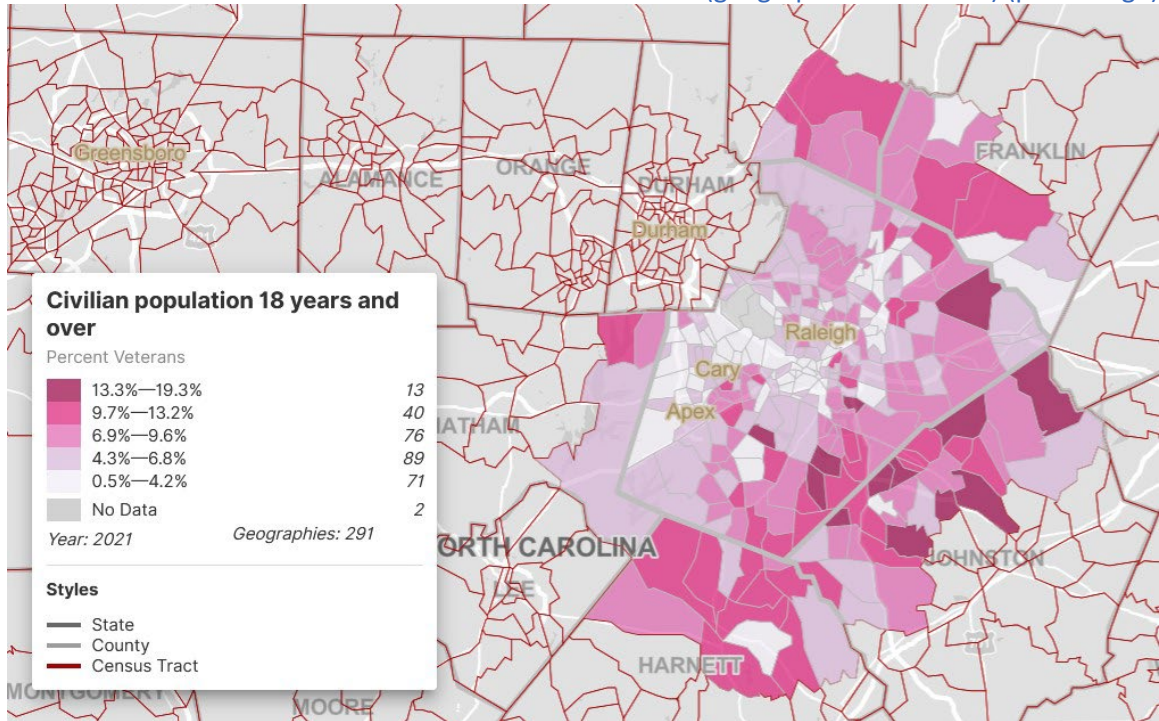 Greensboro
ALAMANCE
ORANGE
DURHAM
Durham
FRANKLIN
Raleigh
Cary
Apex
Civilian population 18 years and
over
Percent Veterans
13.3%—19.3% 13
9.7%—13.2% 40
6.9%—9.6% 76
4.3%—6.8% 89
0.5%—4.2% 71
No Data 2
Year: 2021 Geographies: 291
Styles
State
County
Census Tract
ATHAM
ORTH CAROLINA
LEE
JOHNSTON
HARNETT
MONTGOMERY
MOORE